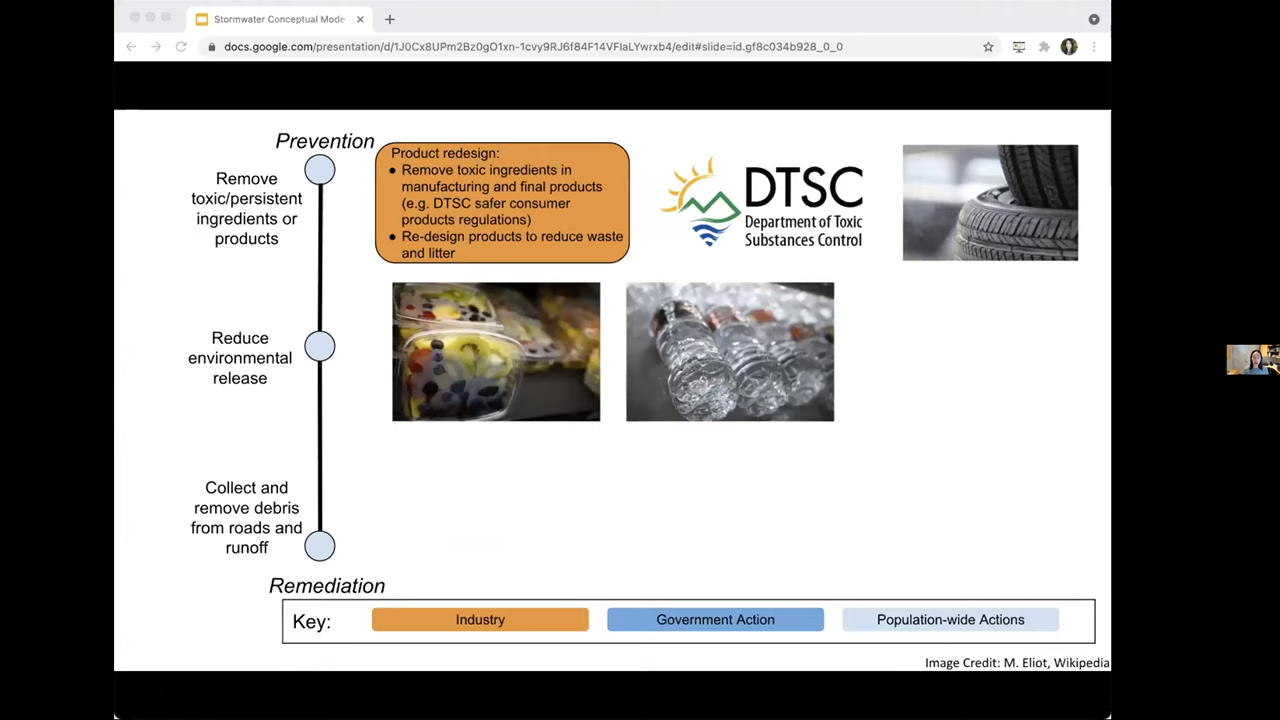 Stormwater Conceptual Mode
docs.google.com/presentation/d/1J0Cx8UPm2Bz0gO1xn-1cvy9RJ6f84F14VFIaLYwrxb4/edit#slide=id.gf8c034b928_0_0
Prevention
Remove
toxic/persistent
ingredients or
products
Product redesign:
● Remove toxic ingredients in
manufacturing and final products
(e.g. DTSC safer consumer
products regulations)
● Re-design products to reduce waste
and litter
DTSC
Department of Toxic
Substances Control
Reduce
environmental
release
Collect and
remove debris
from roads and
runoff
Remediation
Key:
Industry
Government Action
Population-wide Actions
Image Credit: M. Eliot, Wikipedia